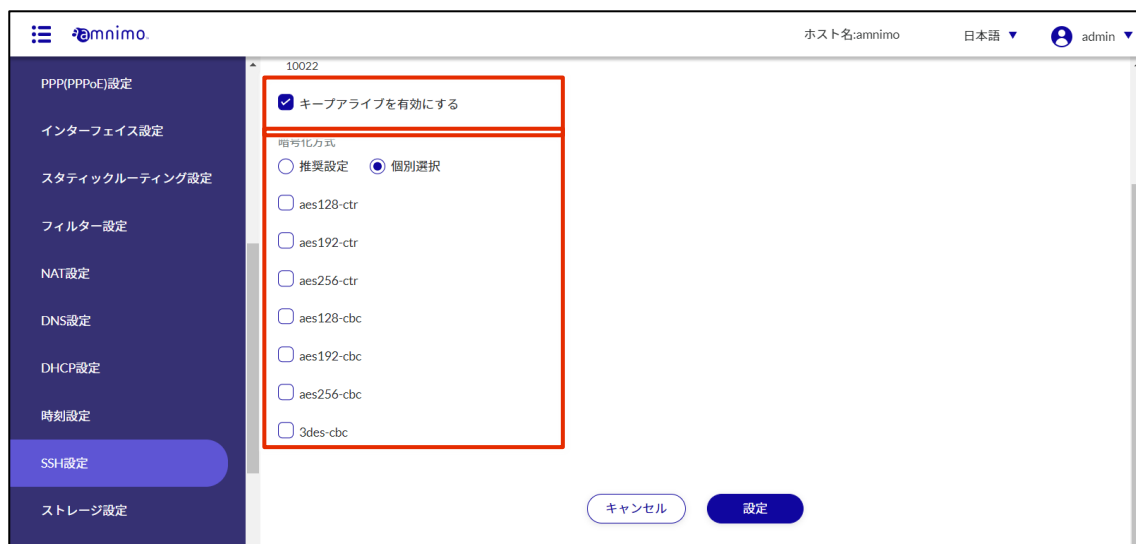 amnimo.
ホスト名:amnimo
日本語 ▼
admin ▼
PPP(PPPoE)設定
インターフェイス設定
スタティックルーティング設定
フィルター設定
NAT設定
DNS設定
DHCP設定
時刻設定
SSH設定
ストレージ設定
10022
キープアライブを有効にする
暗号化方式
推奨設定 個別選択
aes128-ctr
aes192-ctr
aes256-ctr
aes128-cbc
aes192-cbc
aes256-cbc
3des-cbc
キャンセル 設定